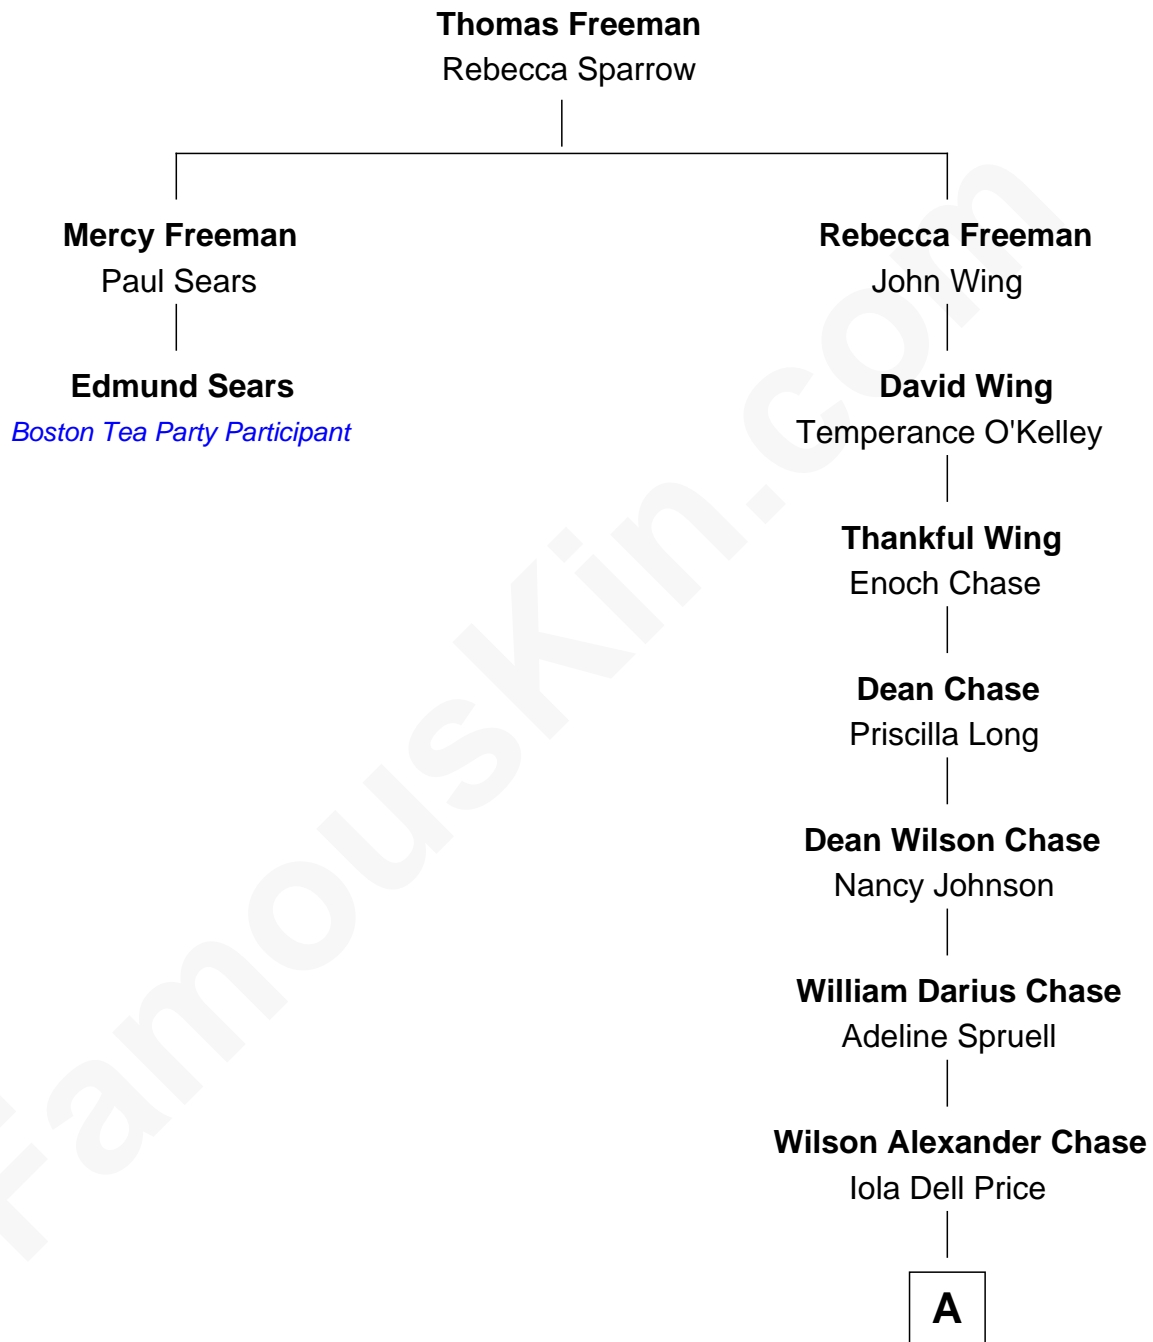 Thomas Freeman
Rebecca Sparrow
Mercy Freeman
Paul Sears
Rebecca Freeman
John Wing
Edmund Sears
Boston Tea Party Participant
David Wing
Temperance O'Kelley
Thankful Wing
Enoch Chase
Dean Chase
Priscilla Long
Dean Wilson Chase
Nancy Johnson
William Darius Chase
Adeline Spruell
Wilson Alexander Chase
Iola Dell Price
A
FamousKin.com